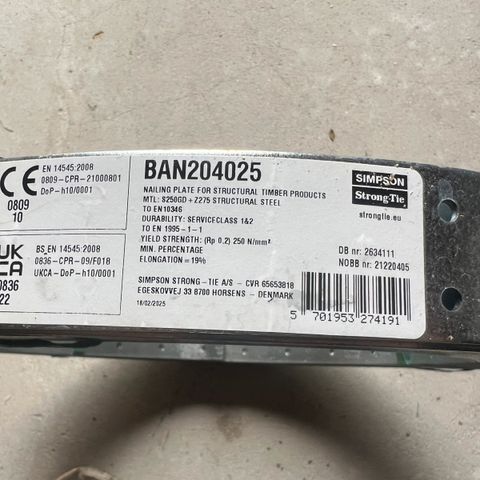 CE
EN 14545:2008
0809-CPR-21000801
DoP-h10/0001
0809
10
UK
CA
BS_EN 14545:2008
0836-CPR-09/F018
UKCA-DoP-h10/0001
0836
22
BAN204025
NAILING PLATE FOR STRUCTURAL TIMBER PRODUCTS
MTL: S250GD + Z275 STRUCTURAL STEEL
TO EN10346
DURABILITY: SERVICECLASS 1&2
TO EN 1995-1-1
YIELD STRENGTH: (Rp 0.2) 250 N/mm²
MIN. PERCENTAGE
ELONGATION=19%
SIMPSON STRONG-TIE A/S - CVR 65653818
EGESKOVVEJ 33 8700 HORSENS - DENMARK
18/02/2025
SIMPSON
Strong-Tie
strongtie.eu
DB nr: 2634111
NOBB nr: 21220405
5 701953 274191